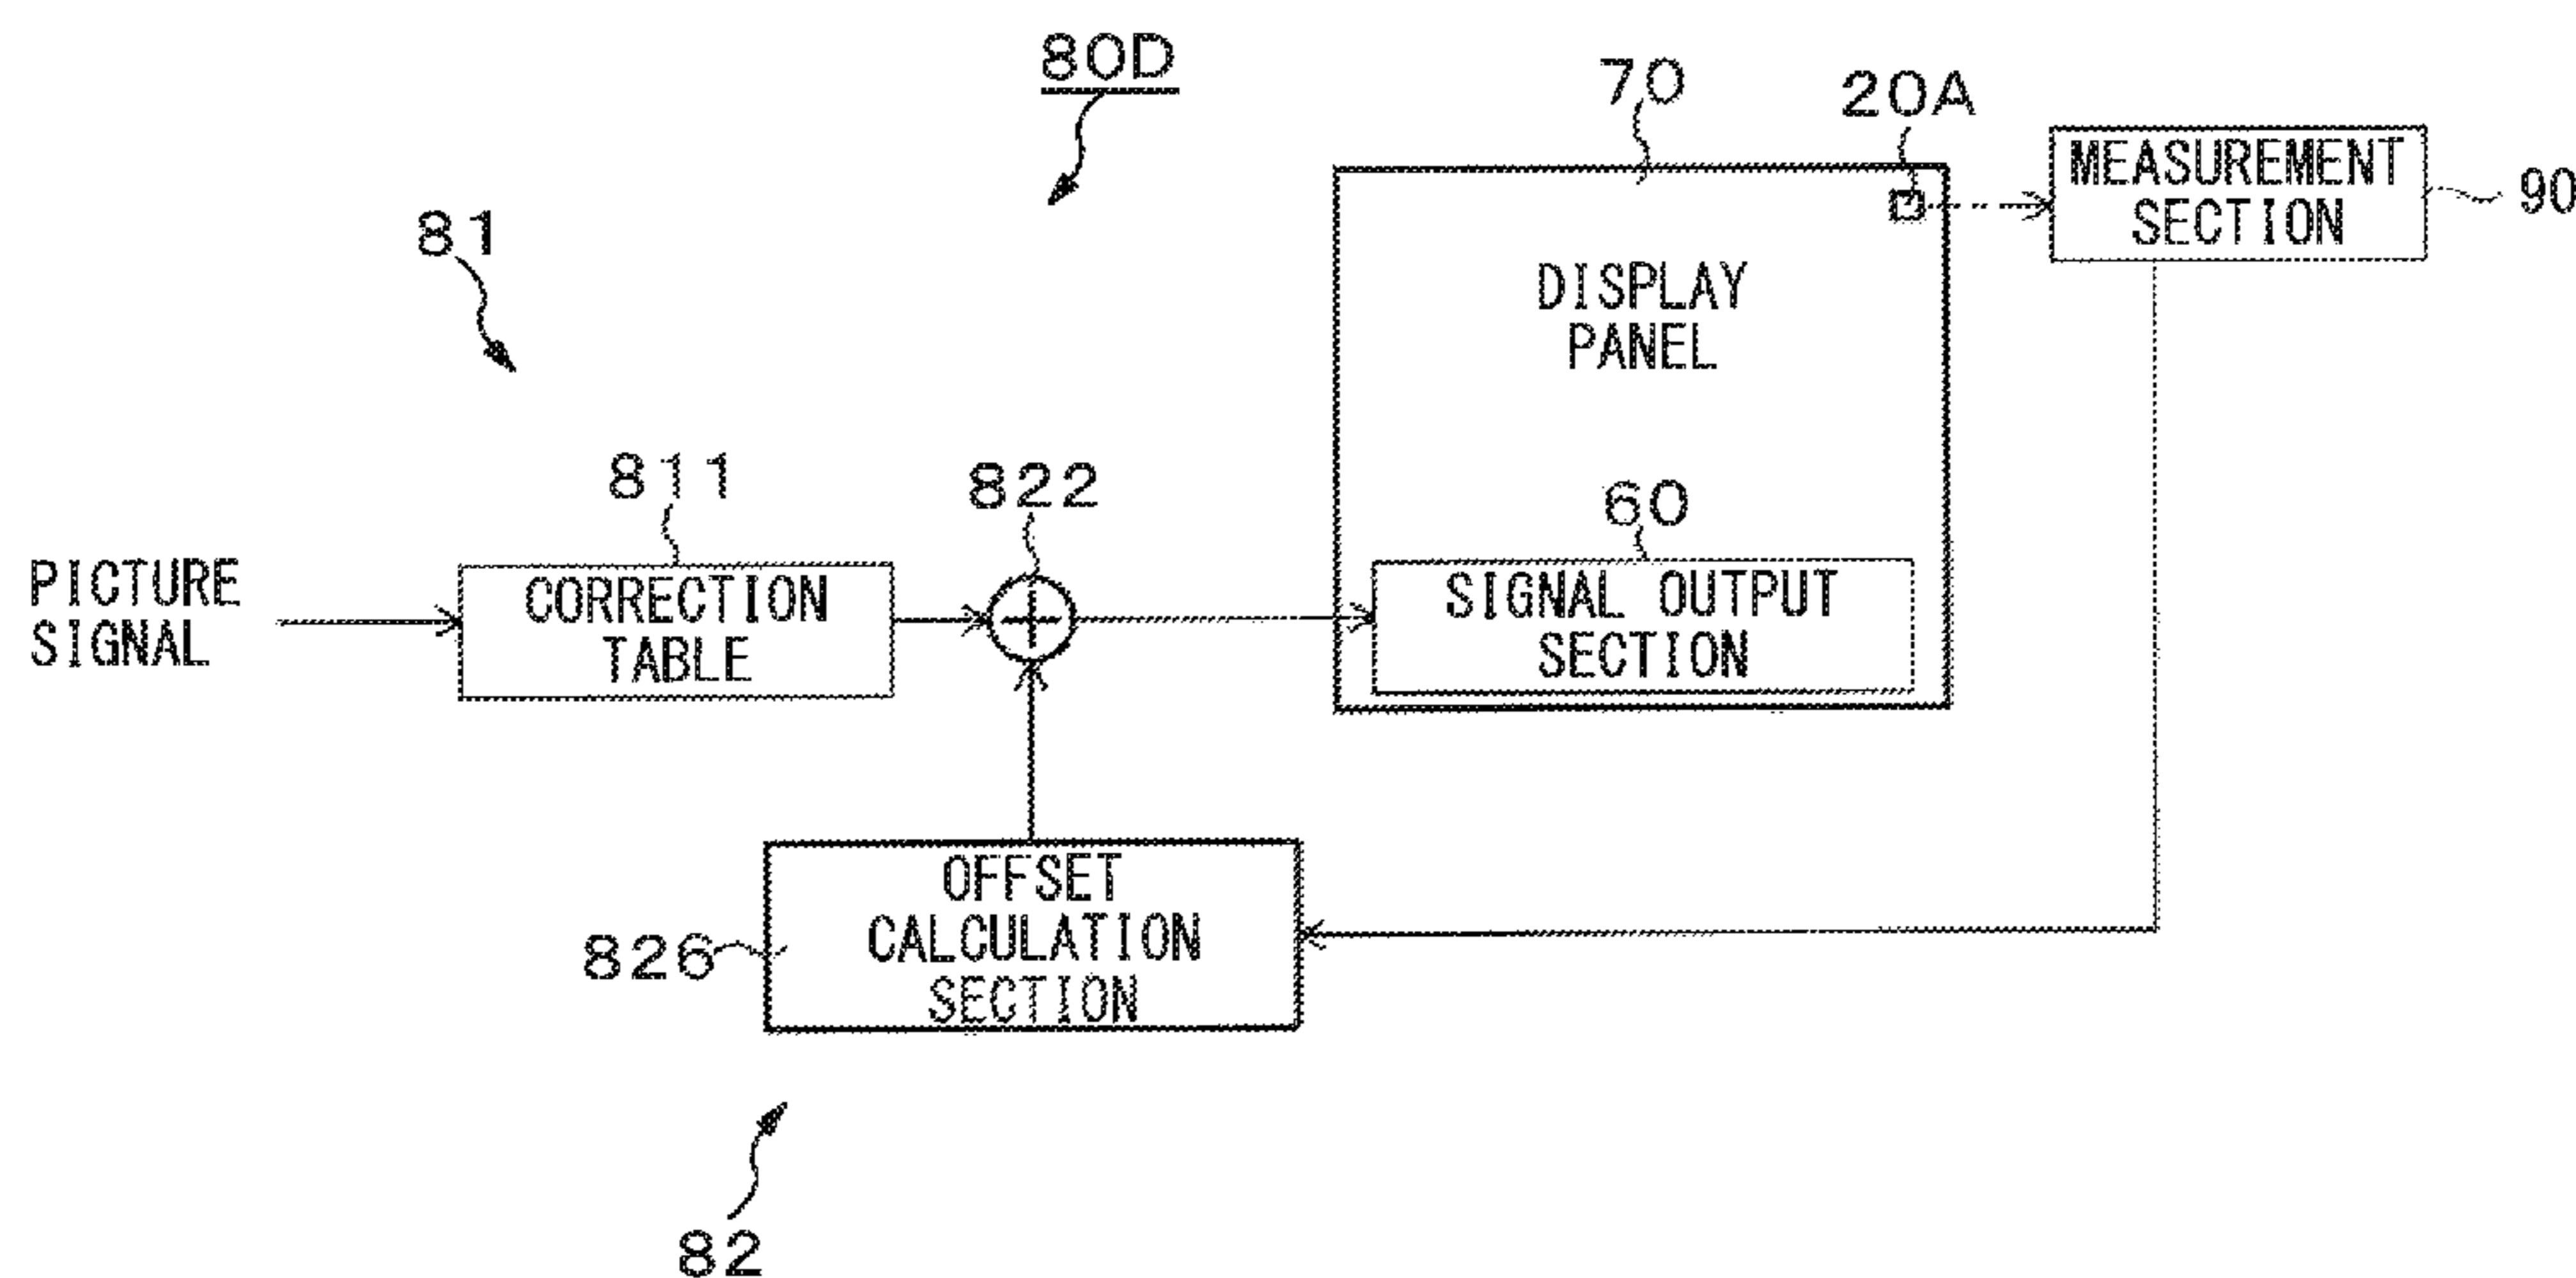 80D
70
20A
MEASUREMENT
SECTION
90
81
DISPLAY
PANEL
811
822
60
PICTURE
SIGNAL
CORRECTION
TABLE
SIGNAL OUTPUT
SECTION
OFFSET
CALCULATION
SECTION
826
82